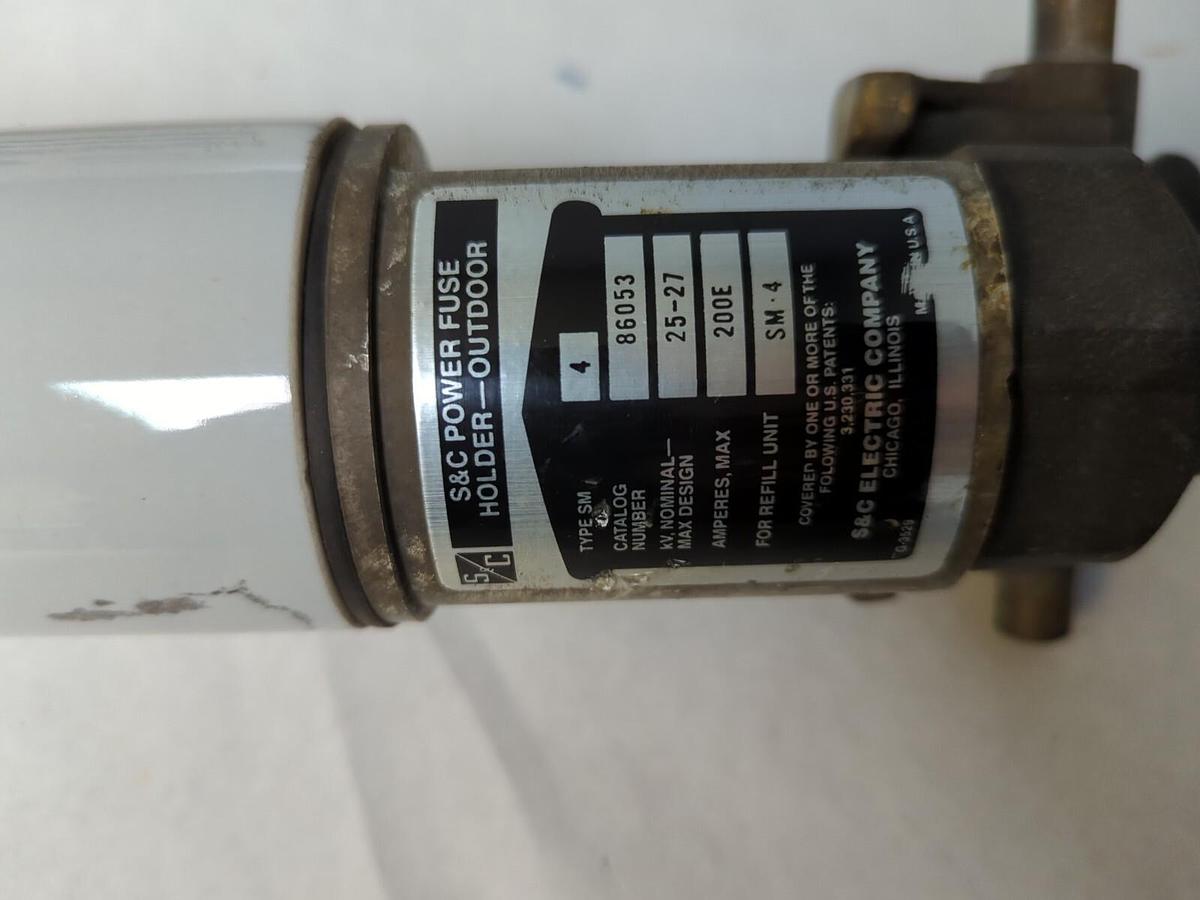 S&C
S&C POWER FUSE
HOLDER—OUTDOOR
TYPE SM 4
CATALOG
NUMBER 86053
KV, NOMINAL—
MAX DESIGN 25-27
AMPERES, MAX 200E
FOR REFILL UNIT SM·4
COVERED BY ONE OR MORE OF THE
FOLOWING U.S. PATENTS:
3,230,331
S&C ELECTRIC COMPANY
CHICAGO, ILLINOIS
IN U.S.A
G-9529